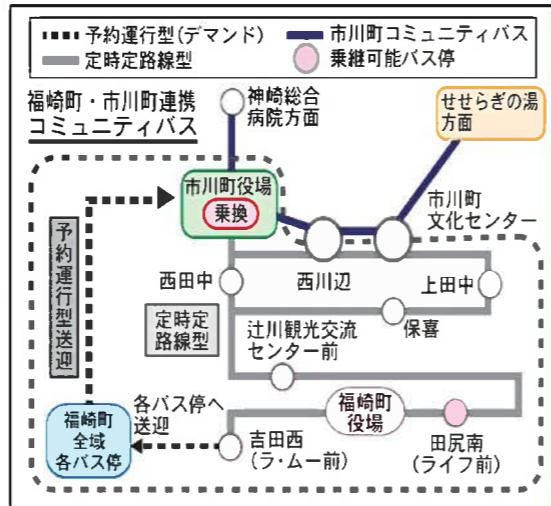 予約運行型(デマンド)
市川町コミュニティバス
定時定路線型
乗継可能バス停
福崎町・市川町連携
コミュニティバス
神崎総合
病院方面
せせらぎの湯
方面
市川町役場
乗換
市川町
文化センター
予約運行型送迎
西田中
西川辺
上田中
定時定
路線型
保喜
辻川観光交流
センター前
福崎町
全域
各バス停
各バス停へ
送迎
福崎町
役場
吉田西
(ラ・ムー前)
田尻南
(ライフ前)